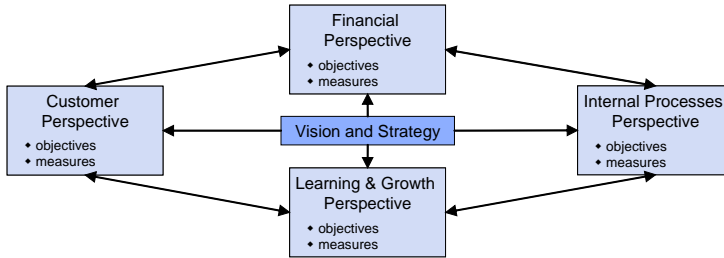 Financial
Perspective
◆ objectives
◆ measures
Customer
Perspective
◆ objectives
◆ measures
Vision and Strategy
Internal Processes
Perspective
◆ objectives
◆ measures
Learning & Growth
Perspective
◆ objectives
◆ measures